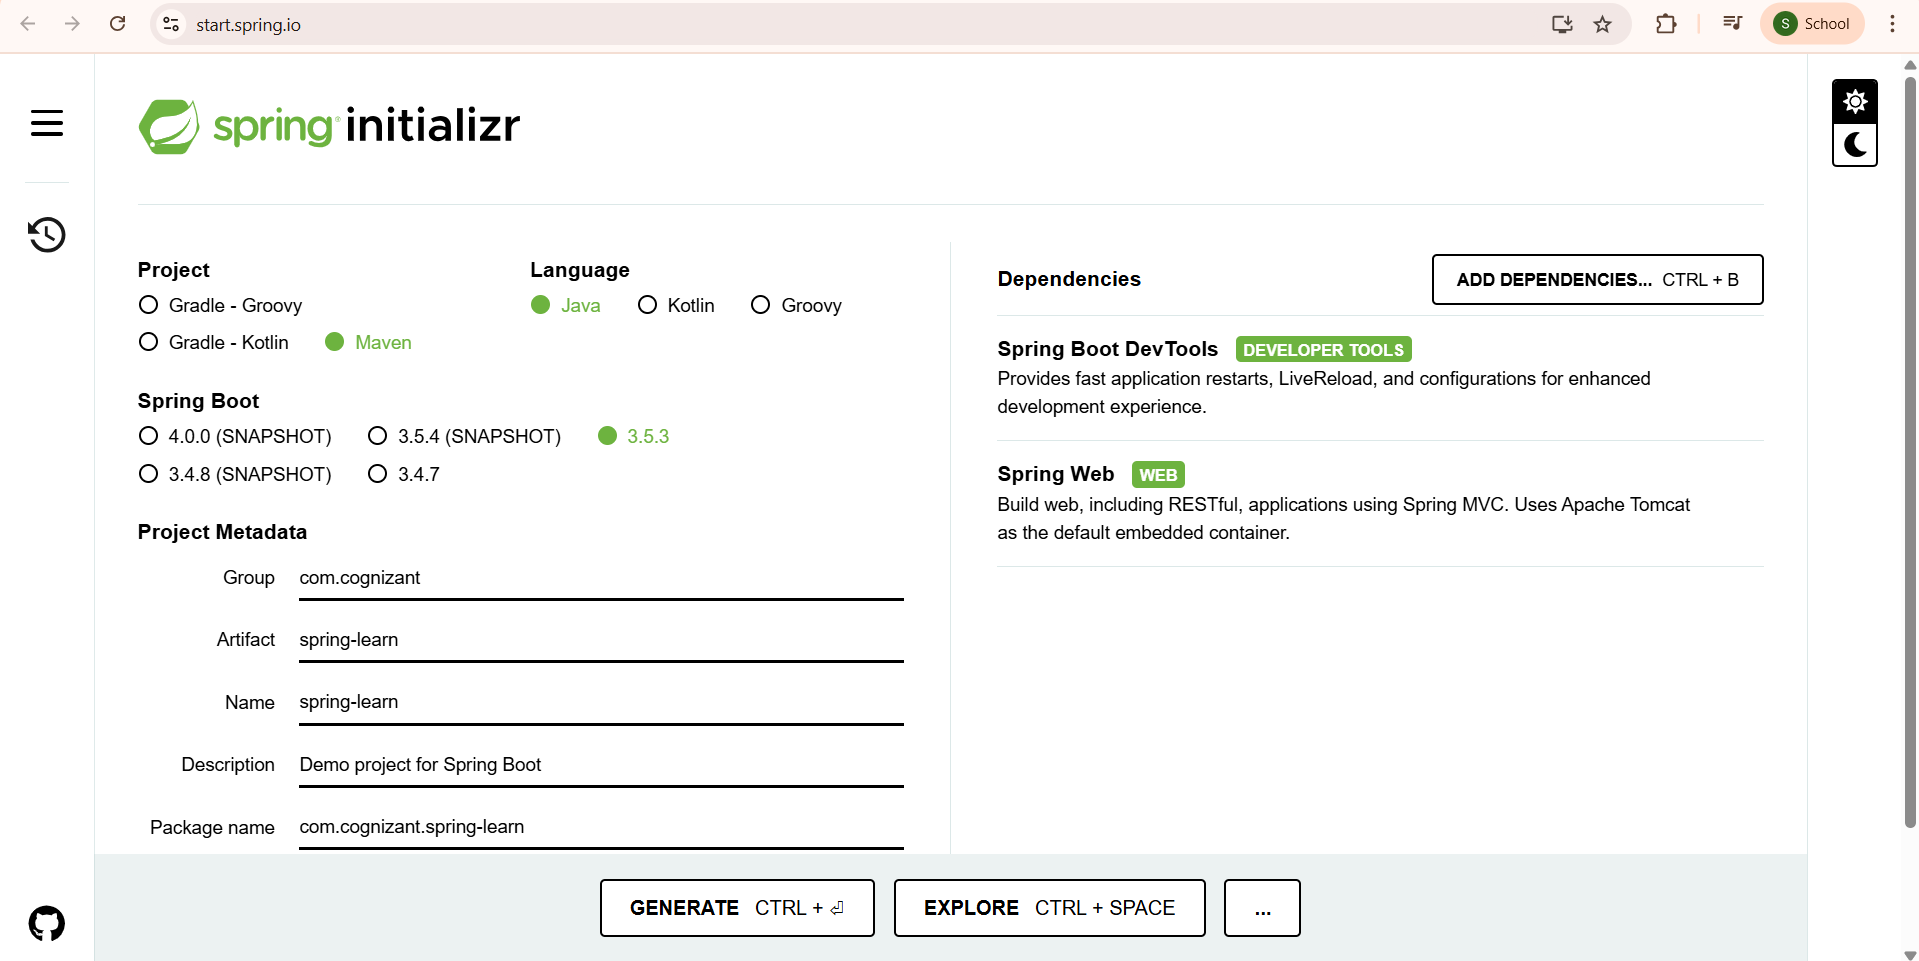 start.spring.io
S School
spring initializr
Project
Gradle - Groovy
Gradle - Kotlin Maven
Language
Java Kotlin Groovy
Spring Boot
4.0.0 (SNAPSHOT) 3.5.4 (SNAPSHOT) 3.5.3
3.4.8 (SNAPSHOT) 3.4.7
Project Metadata
Group com.cognizant
Artifact spring-learn
Name spring-learn
Description Demo project for Spring Boot
Package name com.cognizant.spring-learn
Dependencies
ADD DEPENDENCIES... CTRL + B
Spring Boot DevTools DEVELOPER TOOLS
Provides fast application restarts, LiveReload, and configurations for enhanced
development experience.
Spring Web WEB
Build web, including RESTful, applications using Spring MVC. Uses Apache Tomcat
as the default embedded container.
GENERATE CTRL + ⏎
EXPLORE CTRL + SPACE
...